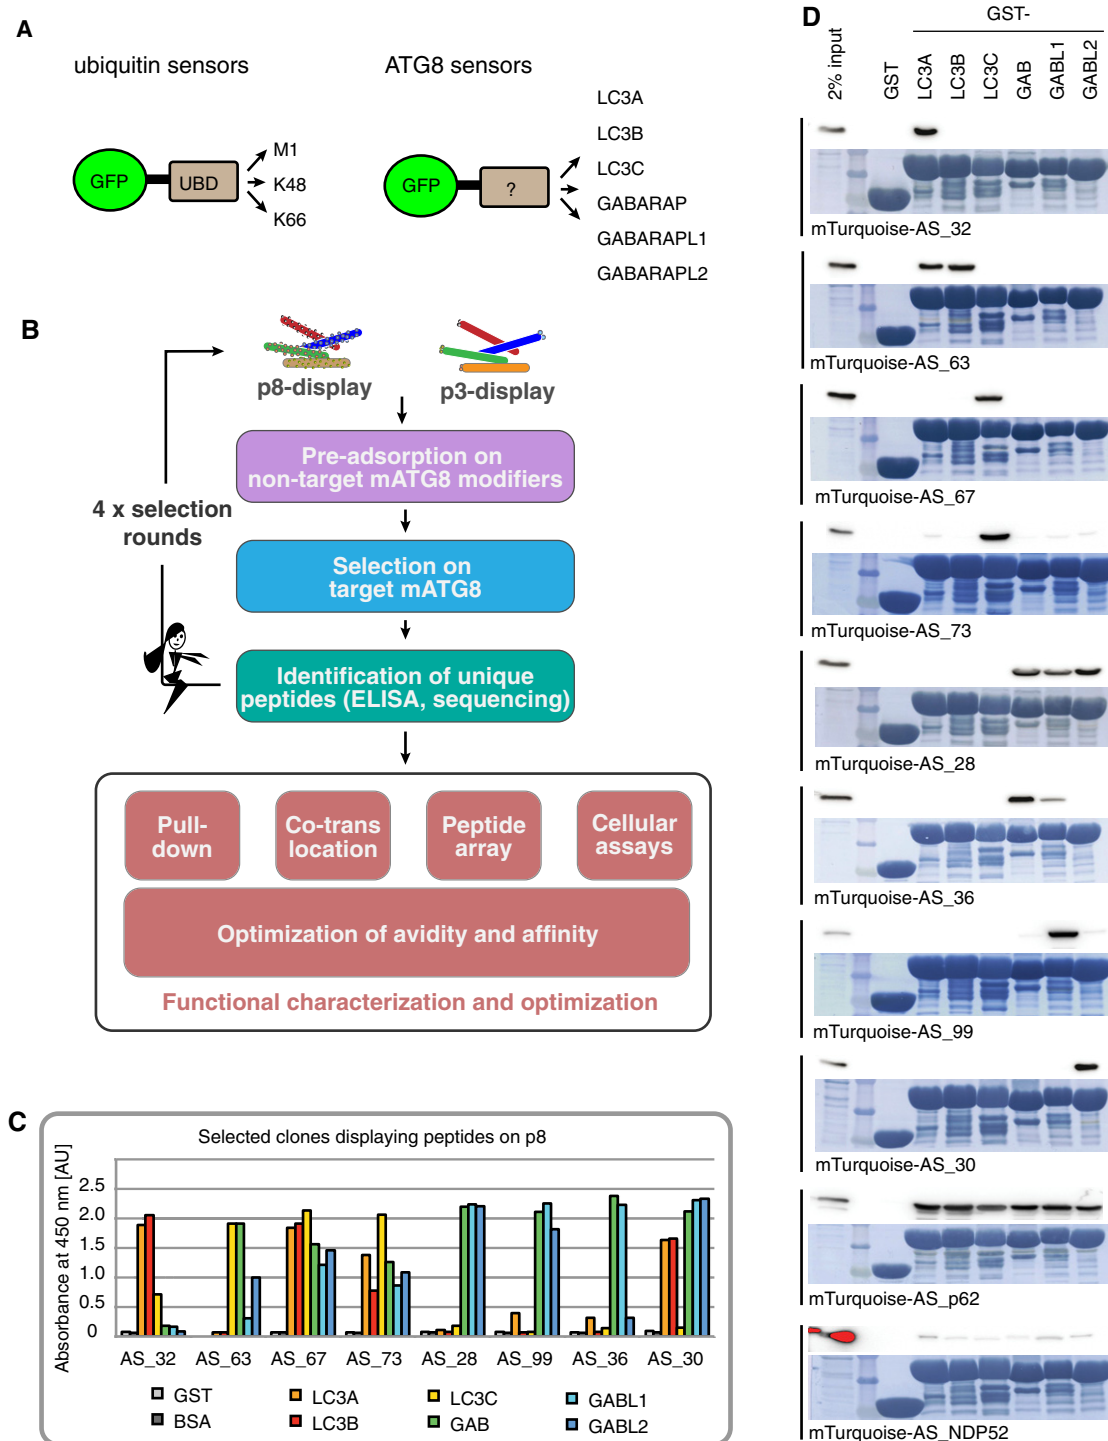 A
ubiquitin sensors
GFP
UBD
M1
K48
K66
ATG8 sensors
GFP
?
LC3A
LC3B
LC3C
GABARAP
GABARAPL1
GABARAPL2
B
p8-display
p3-display
Pre-adsorption on
non-target mATG8 modifiers
4 x selection
rounds
Selection on
target mATG8
Identification of unique
peptides (ELISA, sequencing)
Pull-
down
Co-trans
location
Peptide
array
Cellular
assays
Optimization of avidity and affinity
Functional characterization and optimization
C
Selected clones displaying peptides on p8
Absorbance at 450 nm [AU]
2.5
2.0
1.5
1.0
0.5
0
AS_32
AS_63
AS_67
AS_73
AS_28
AS_99
AS_36
AS_30
GST
BSA
LC3A
LC3B
LC3C
GAB
GABL1
GABL2
D
GST-
2% input
GST
LC3A
LC3B
LC3C
GAB
GABL1
GABL2
mTurquoise-AS_32
mTurquoise-AS_63
mTurquoise-AS_67
mTurquoise-AS_73
mTurquoise-AS_28
mTurquoise-AS_36
mTurquoise-AS_99
mTurquoise-AS_30
mTurquoise-AS_p62
mTurquoise-AS_NDP52